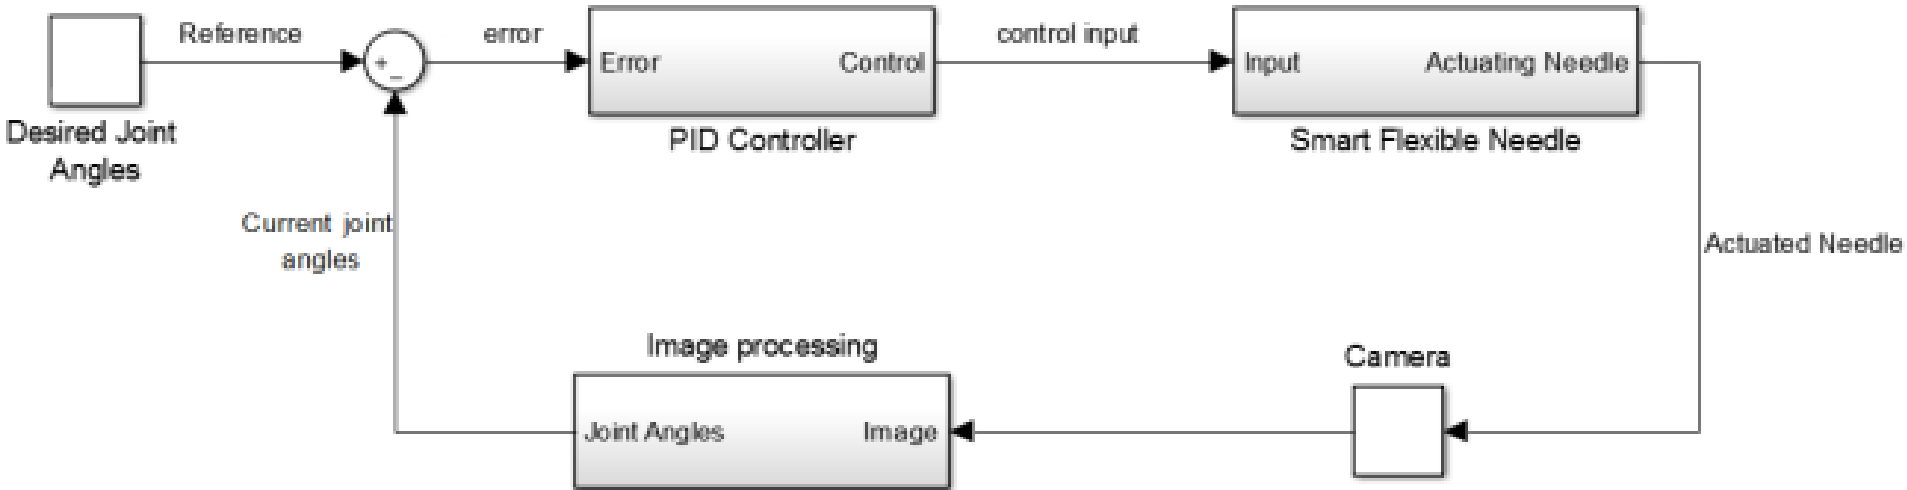 Reference
error
control input
+
−
Error
Control
Input
Actuating Needle
Desired Joint
Angles
PID Controller
Smart Flexible Needle
Current joint
angles
Actuated Needle
Image processing
Camera
Joint Angles
Image